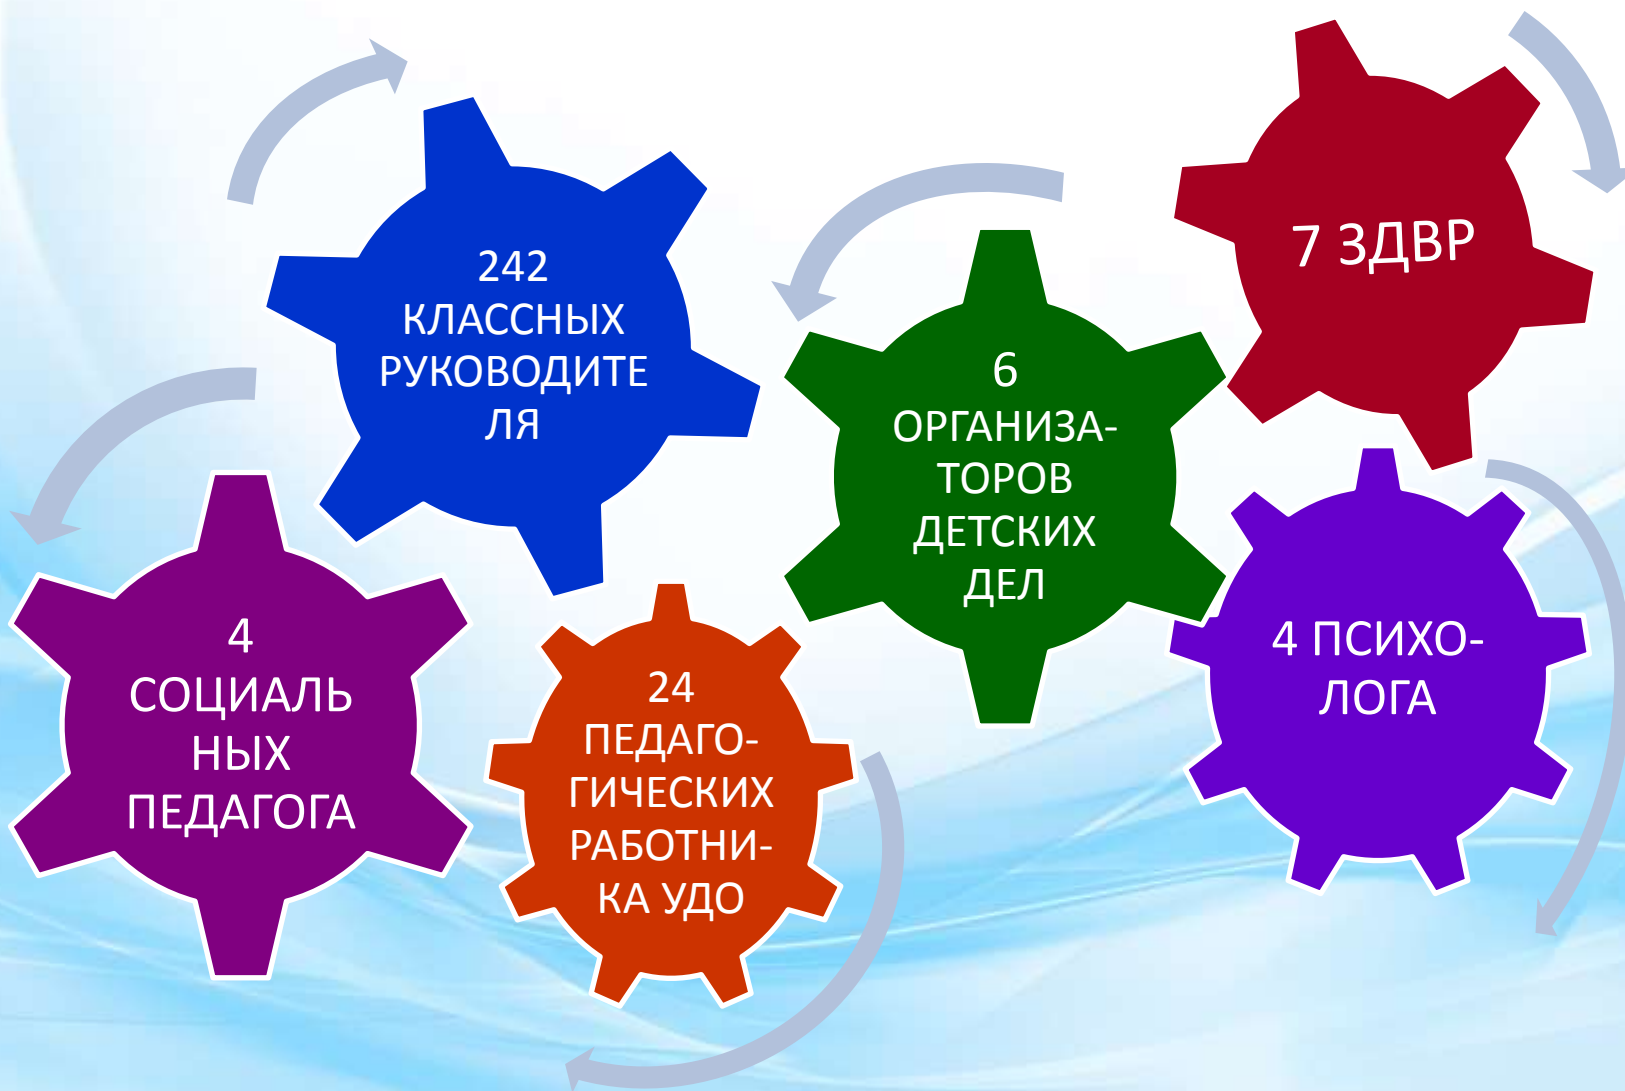 242
КЛАССНЫХ
РУКОВОДИТЕ
ЛЯ
6
ОРГАНИЗА-
ТОРОВ
ДЕТСКИХ
ДЕЛ
7 ЗДВР
4
СОЦИАЛЬ
НЫХ
ПЕДАГОГА
24
ПЕДАГО-
ГИЧЕСКИХ
РАБОТНИ-
КА УДО
4 ПСИХО-
ЛОГА